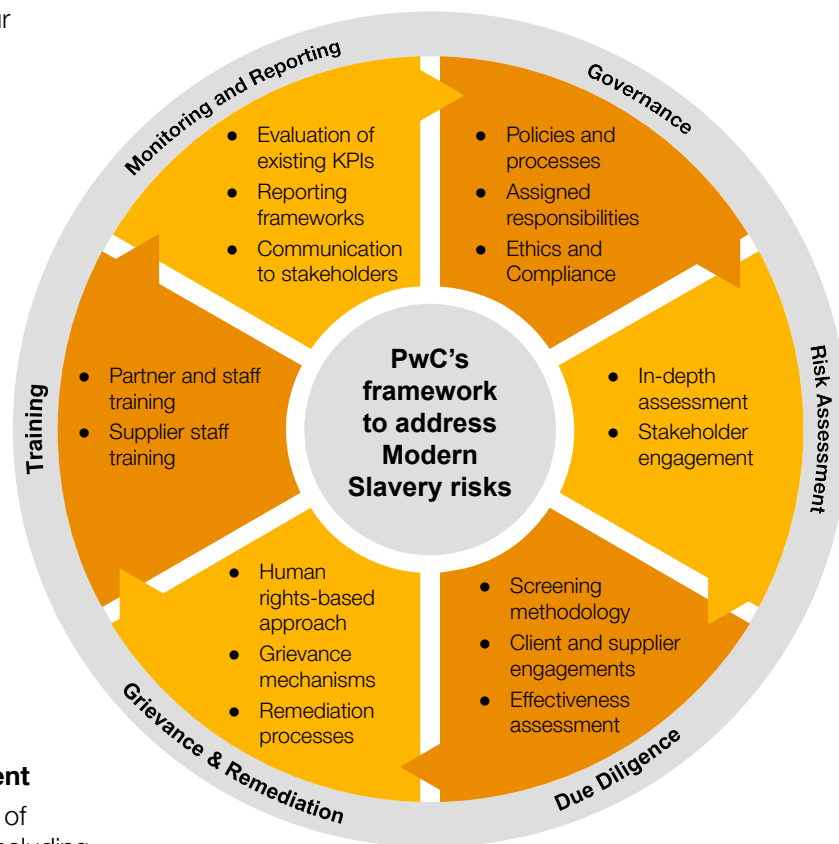 ur
Monitoring and Reporting
● Evaluation of
existing KPIs
● Reporting
frameworks
● Communication
to stakeholders
Governance
● Policies and
processes
● Assigned
responsibilities
● Ethics and
Compliance
Risk Assessment
● In-depth
assessment
● Stakeholder
engagement
Due Diligence
● Screening
methodology
● Client and supplier
engagements
● Effectiveness
assessment
Grievance & Remediation
● Human
rights-based
approach
● Grievance
mechanisms
● Remediation
processes
Training
● Partner and staff
training
● Supplier staff
training
PwC's
framework
to address
Modern
Slavery risks
ent
of